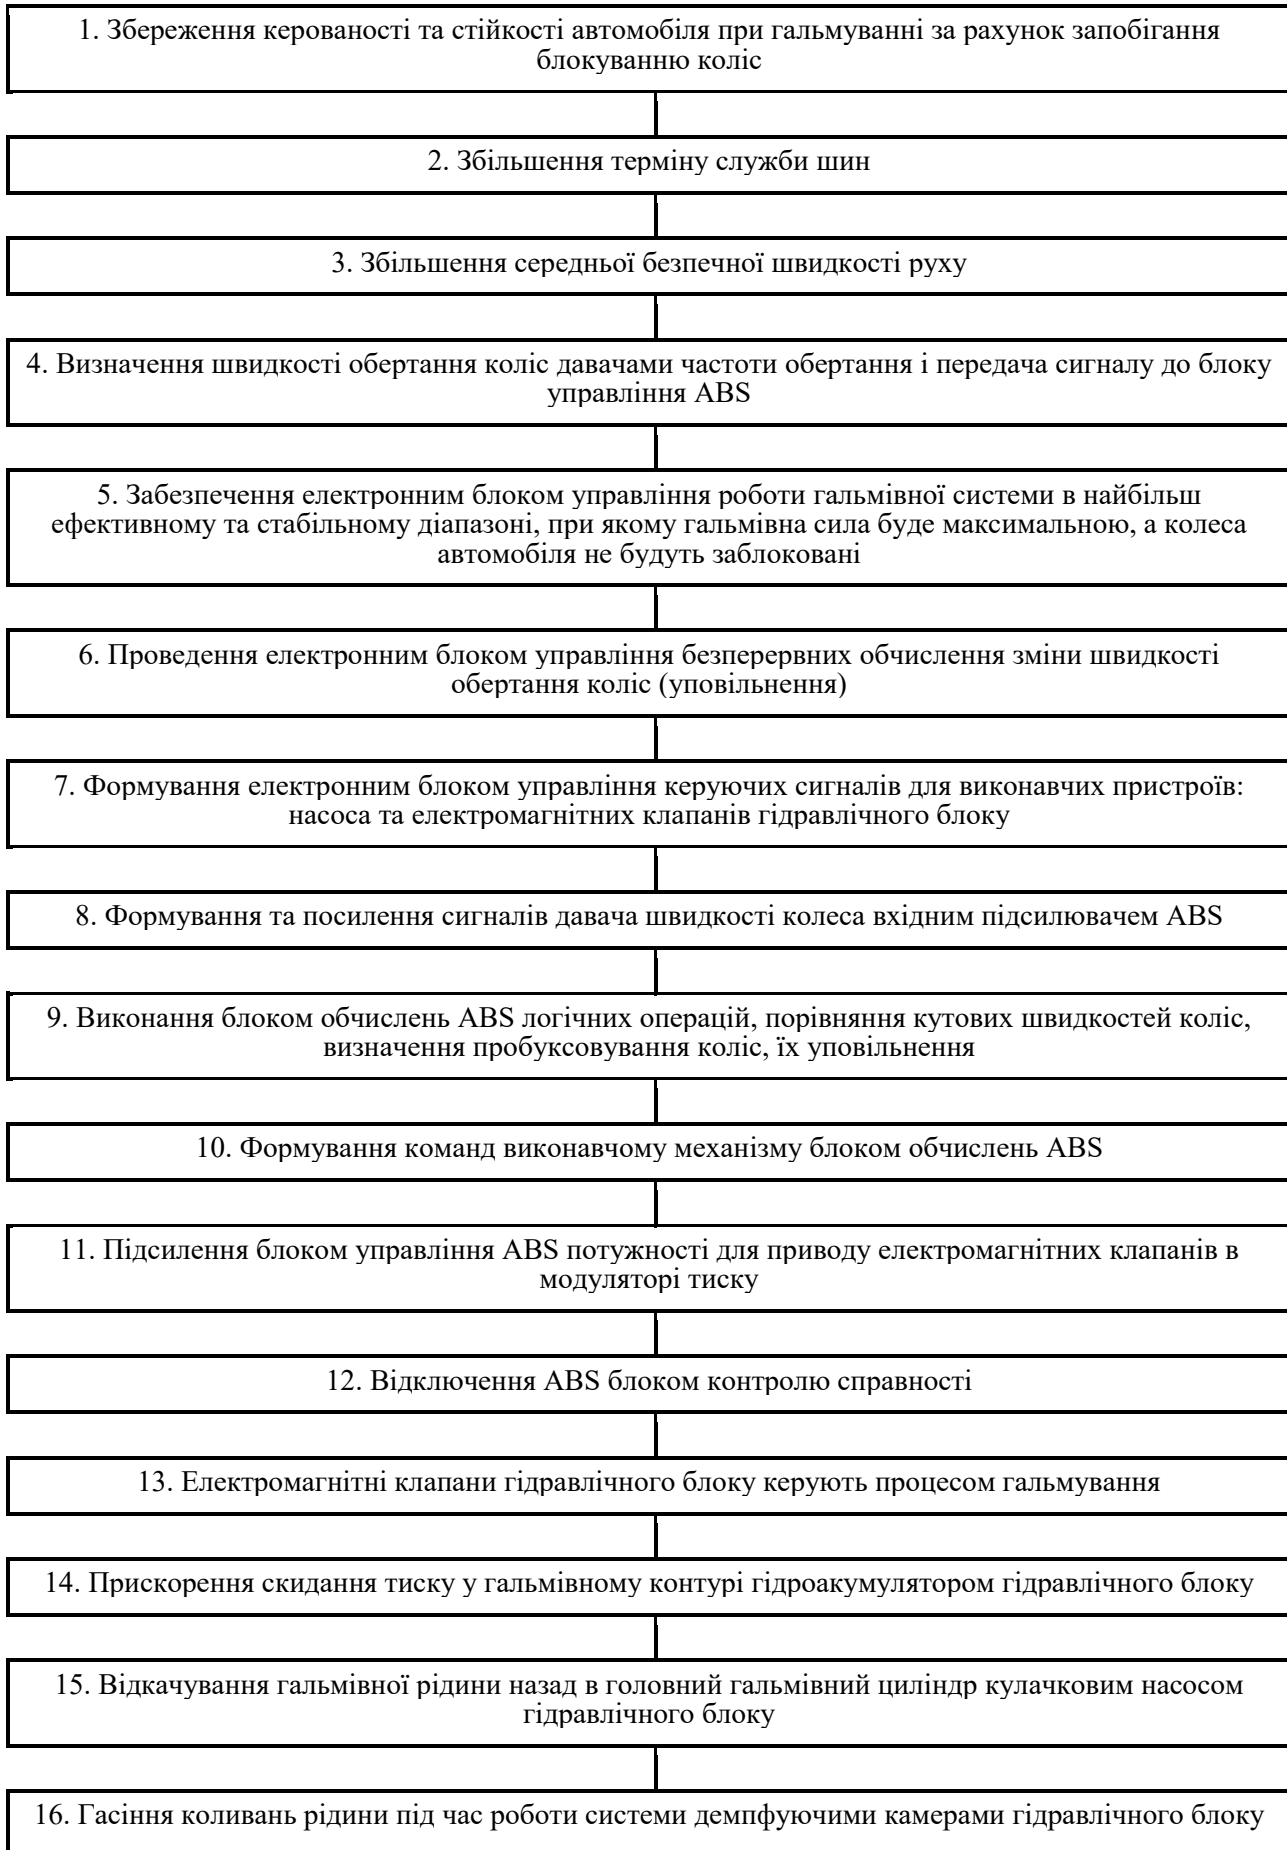 1. Збереження керованості та стійкості автомобіля при гальмуванні за рахунок запобігання
блокуванню коліс
2. Збільшення терміну служби шин
3. Збільшення середньої безпечної швидкості руху
4. Визначення швидкості обертання коліс давачами частоти обертання і передача сигналу до блоку
управління ABS
5. Забезпечення електронним блоком управління роботи гальмівної системи в найбільш
ефективному та стабільному діапазоні, при якому гальмівна сила буде максимальною, а колеса
автомобіля не будуть заблоковані
6. Проведення електронним блоком управління безперервних обчислення зміни швидкості
обертання коліс (уповільнення)
7. Формування електронним блоком управління керуючих сигналів для виконавчих пристроїв:
насоса та електромагнітних клапанів гідравлічного блоку
8. Формування та посилення сигналів давача швидкості колеса вхідним підсилювачем ABS
9. Виконання блоком обчислень ABS логічних операцій, порівняння кутових швидкостей коліс,
визначення пробуксовування коліс, їх уповільнення
10. Формування команд виконавчому механізму блоком обчислень ABS
11. Підсилення блоком управління ABS потужності для приводу електромагнітних клапанів в
модуляторі тиску
12. Відключення ABS блоком контролю справності
13. Електромагнітні клапани гідравлічного блоку керують процесом гальмування
14. Прискорення скидання тиску у гальмівному контурі гідроакумулятором гідравлічного блоку
15. Відкачування гальмівної рідини назад в головний гальмівний циліндр кулачковим насосом
гідравлічного блоку
16. Гасіння коливань рідини під час роботи системи демпфуючими камерами гідравлічного блоку